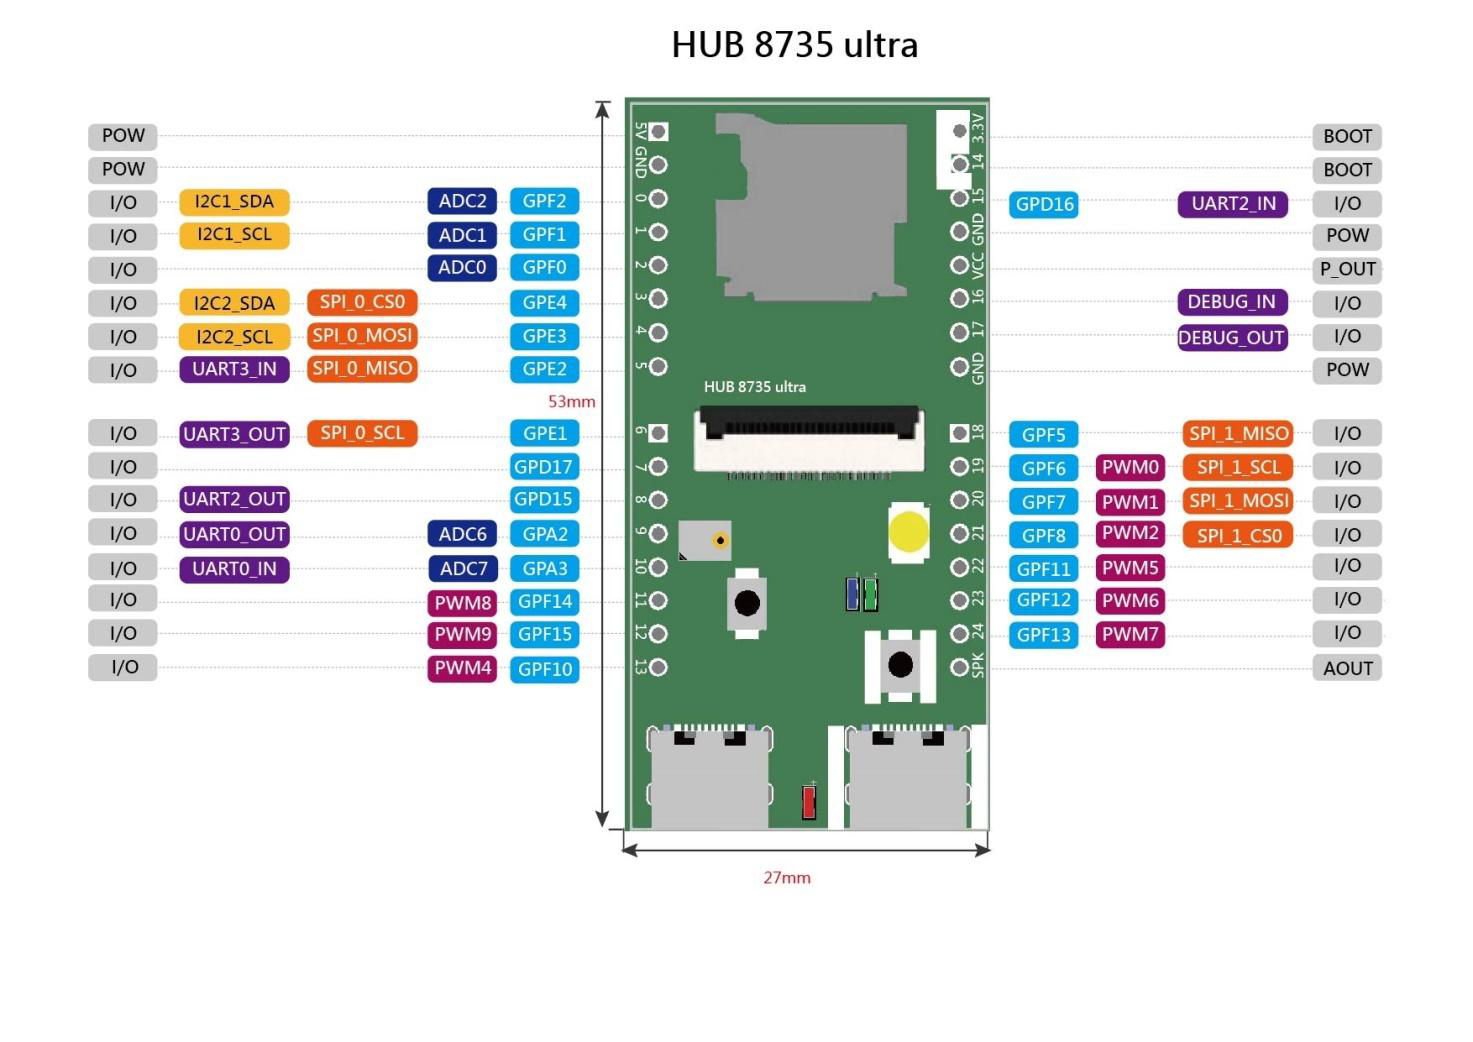 HUB 8735 ultra
POW 5V 3.3V BOOT
POW GND 14 BOOT
I/O I2C1_SDA ADC2 GPF2 0 15 GPD16 UART2_IN I/O
I/O I2C1_SCL ADC1 GPF1 1 GND POW
I/O ADC0 GPF0 2 VCC P_OUT
I/O I2C2_SDA SPI_0_CS0 GPE4 3 16 DEBUG_IN I/O
I/O I2C2_SCL SPI_0_MOSI GPE3 4 17 DEBUG_OUT I/O
I/O UART3_IN SPI_0_MISO GPE2 5 GND POW
HUB 8735 ultra
53mm
I/O UART3_OUT SPI_0_SCL GPE1 6 18 GPF5 SPI_1_MISO I/O
I/O GPD17 7 19 GPF6 PWM0 SPI_1_SCL I/O
I/O UART2_OUT GPD15 8 20 GPF7 PWM1 SPI_1_MOSI I/O
I/O UART0_OUT ADC6 GPA2 9 21 GPF8 PWM2 SPI_1_CS0 I/O
I/O UART0_IN ADC7 GPA3 10 22 GPF11 PWM5 I/O
I/O PWM8 GPF14 11 23 GPF12 PWM6 I/O
I/O PWM9 GPF15 12 24 GPF13 PWM7 I/O
I/O PWM4 GPF10 13 SPK AOUT
27mm